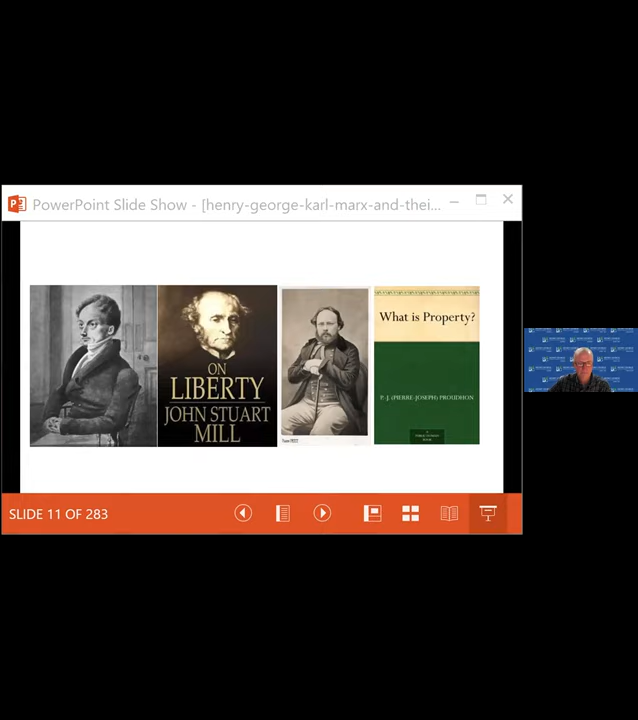 PowerPoint Slide Show - [henry-george-karl-marx-and-thei...
ON
LIBERTY
JOHN STUART
MILL
What is Property?
P.-J. (PIERRE-JOSEPH) PROUDHON
SLIDE 11 OF 283